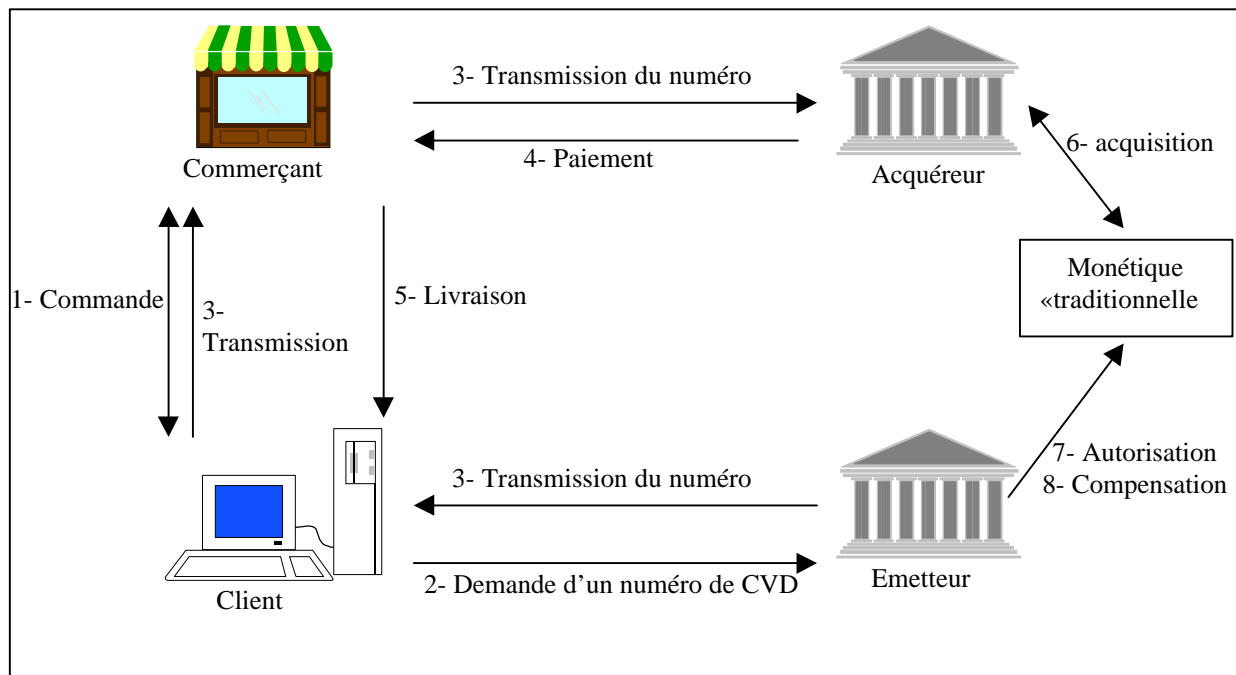 3- Transmission du numéro
4- Paiement
Commerçant
Acquéreur
6- acquisition
Monétique
«traditionnelle
1- Commande
3-
Transmission
5- Livraison
3- Transmission du numéro
7- Autorisation
8- Compensation
2- Demande d’un numéro de CVD
Client
Emetteur